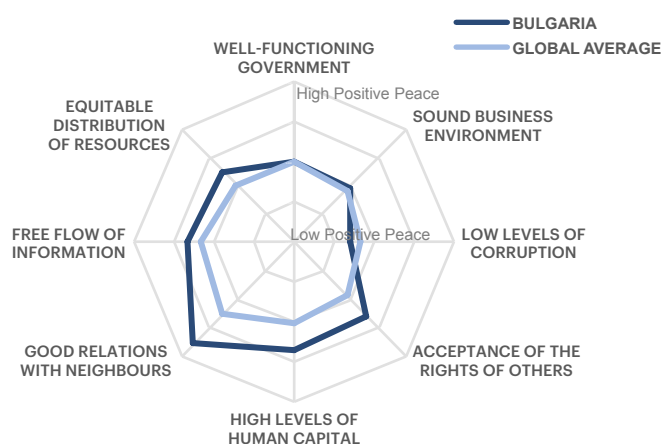 BULGARIA
GLOBAL AVERAGE
WELL-FUNCTIONING
GOVERNMENT
High Positive Peace
SOUND BUSINESS
ENVIRONMENT
EQUITABLE
DISTRIBUTION
OF RESOURCES
FREE FLOW OF
INFORMATION
Low Positive Peace
LOW LEVELS OF
CORRUPTION
GOOD RELATIONS
WITH NEIGHBOURS
ACCEPTANCE OF THE
RIGHTS OF OTHERS
HIGH LEVELS OF
HUMAN CAPITAL